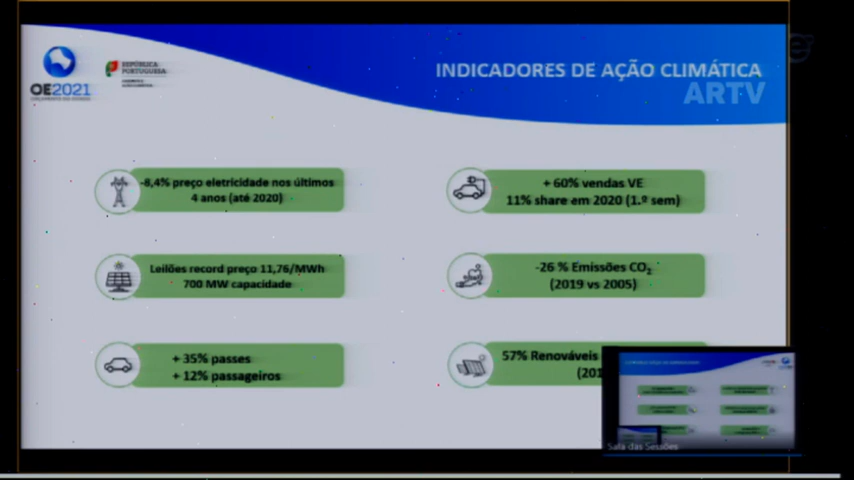 OE2021
REPÚBLICA
PORTUGUESA
INDICADORES DE AÇÃO CLIMÁTICA
ARTV
-8,4% preço eletricidade nos últimos
4 anos (até 2020)
+ 60% vendas VE
11% share em 2020 (1.º sem)
Leilões record preço 11,76/MWh
700 MW capacidade
-26 % Emissões CO₂
(2019 vs 2005)
+ 35% passes
+ 12% passageiros
57% Renováveis
(201
Sala das Sessões